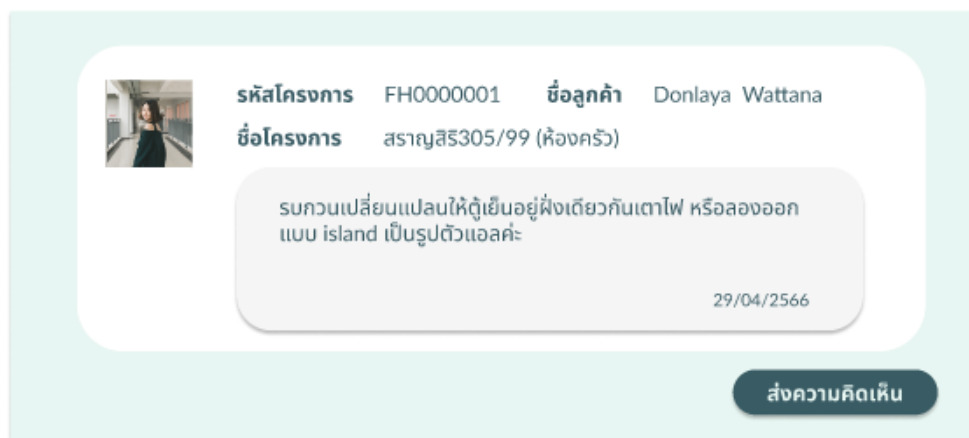 รหัสโครงการ FH0000001 ชื่อลูกค้า Donlaya Wattana
ชื่อโครงการ สราญสิริ305/99 (ห้องครัว)
รบกวนเปลี่ยนแปลนให้ตู้เย็นอยู่ฝั่งเดียวกันเตาไฟ หรือลองออก
แบบ island เป็นรูปตัวแอลค่ะ
29/04/2566
ส่งความคิดเห็น